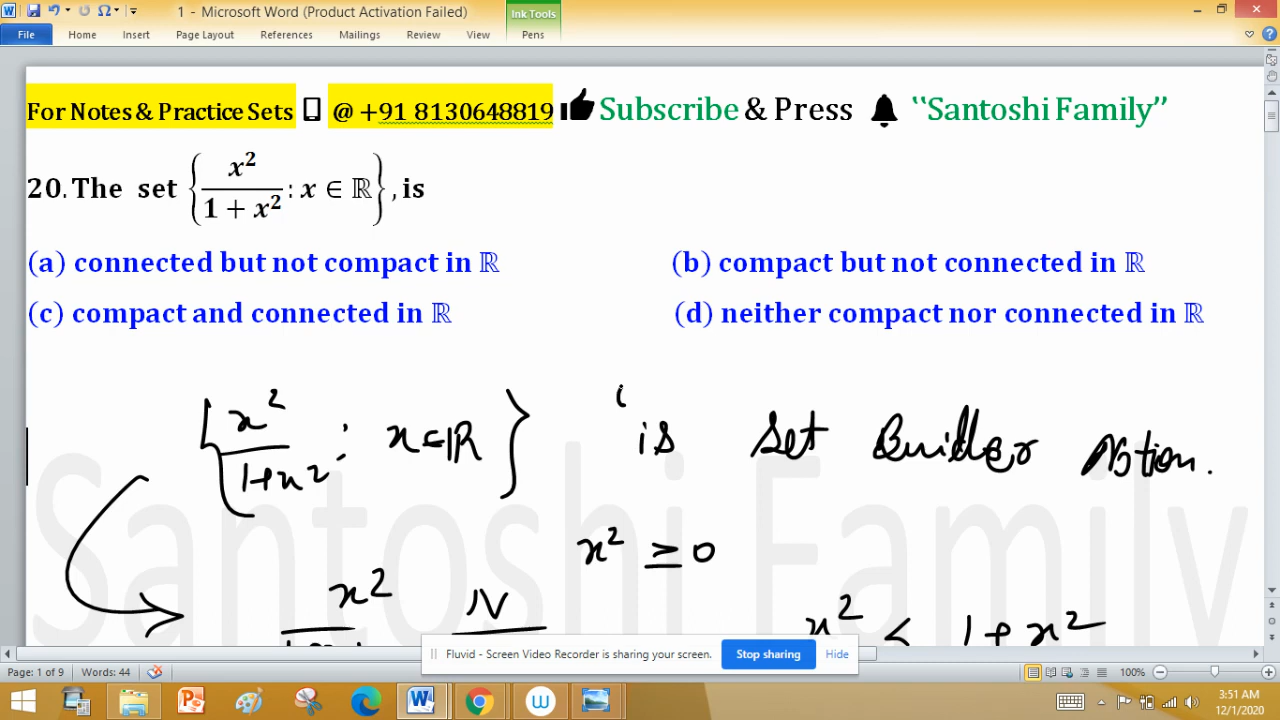 1 - Microsoft Word (Product Activation Failed)
Ink Tools
File Home Insert Page Layout References Mailings Review View Pens
For Notes & Practice Sets @ +91 8130648819 Subscribe & Press "Santoshi Family"
20. The set {x²/(1 + x²) : x ∈ ℝ}, is
(a) connected but not compact in ℝ (b) compact but not connected in ℝ
(c) compact and connected in ℝ (d) neither compact nor connected in ℝ
{x²/(1+x²) : x ∈ ℝ} is set Builder Notion.
x² ≥ 0
x² N x² < 1+x²
Santoshi Family
Fluvid - Screen Video Recorder is sharing your screen. Stop sharing Hide
Page: 1 of 9 Words: 44 100%
3:51 AM
12/1/2020